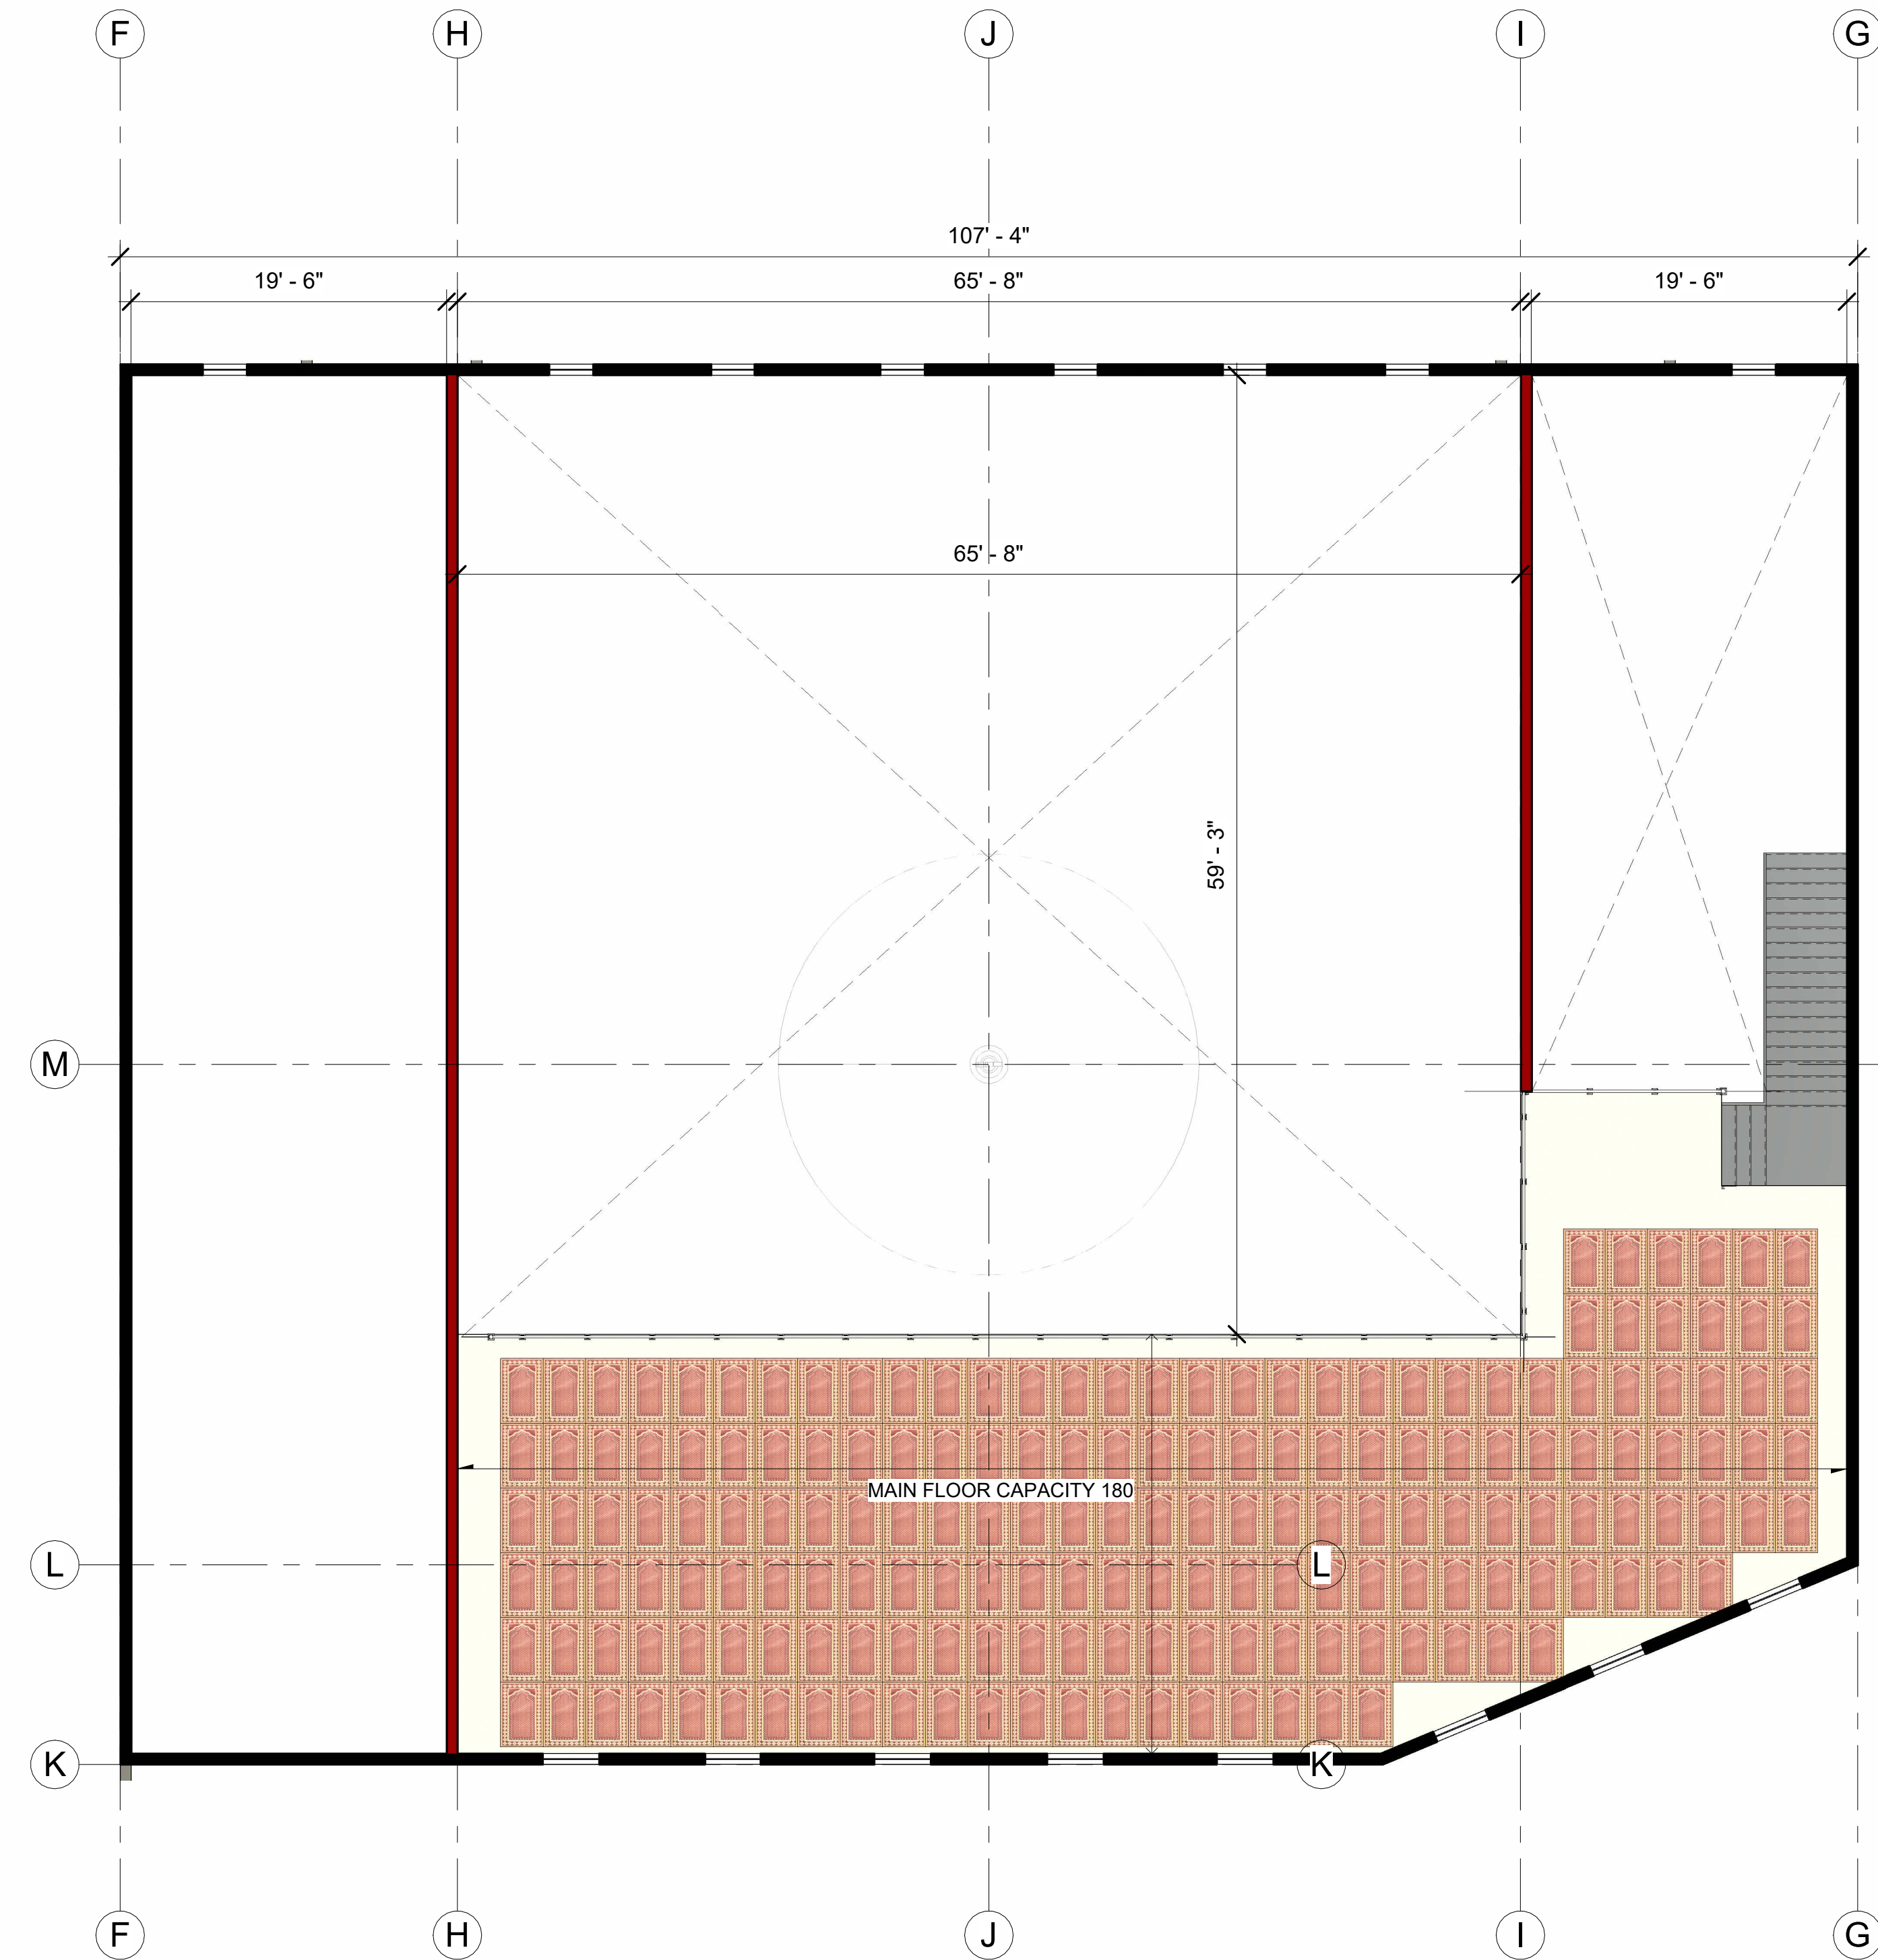 F H J I G
107' - 4"
19' - 6" 65' - 8" 19' - 6"
65' - 8"
59' - 3"
M
MAIN FLOOR CAPACITY 180
L L
K K
F H J I G